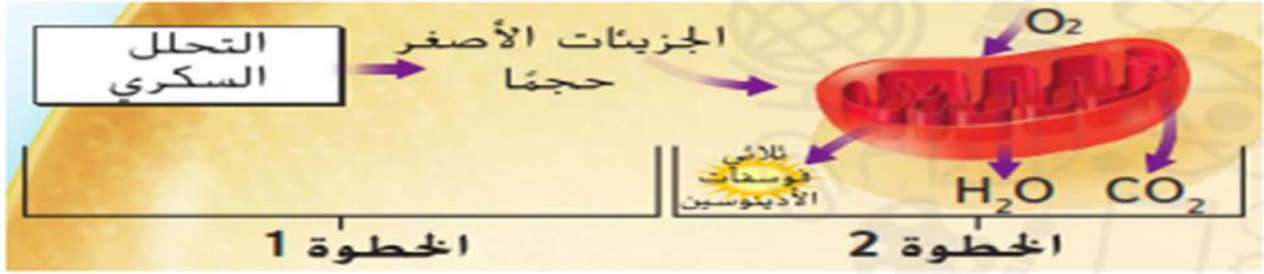 التحلل
السكري
الجزيئات الأصغر
حجمًا
O₂
ثلاثي
فوسفات
الأدينوسين
H₂O
CO₂
الخطوة 1
الخطوة 2